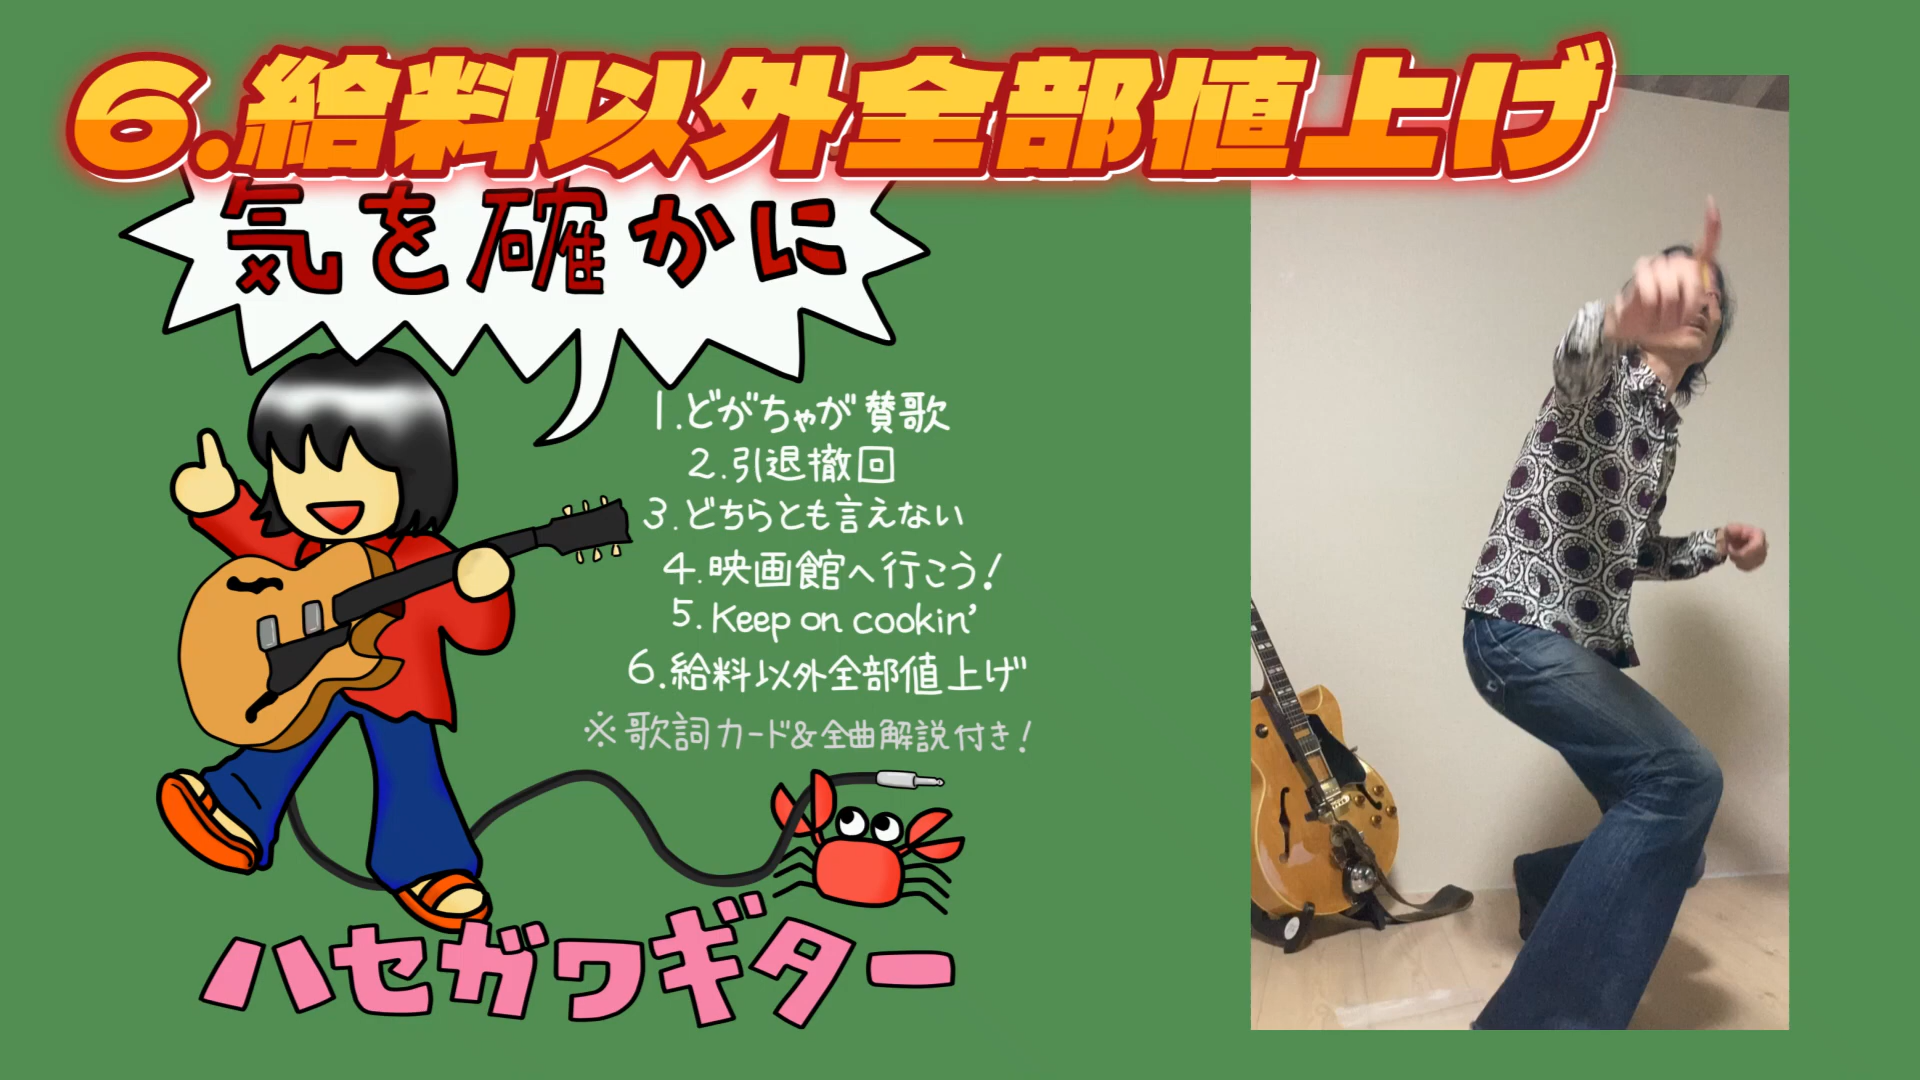 6.給料以外全部値上げ
気を確かに
1.どがちゃが賛歌
2.引退撤回
3.どちらとも言えない
4.映画館へ行こう!
5.Keep on cookin'
6.給料以外全部値上げ
※歌詞カード&全曲解説付き!
ハセガワギター